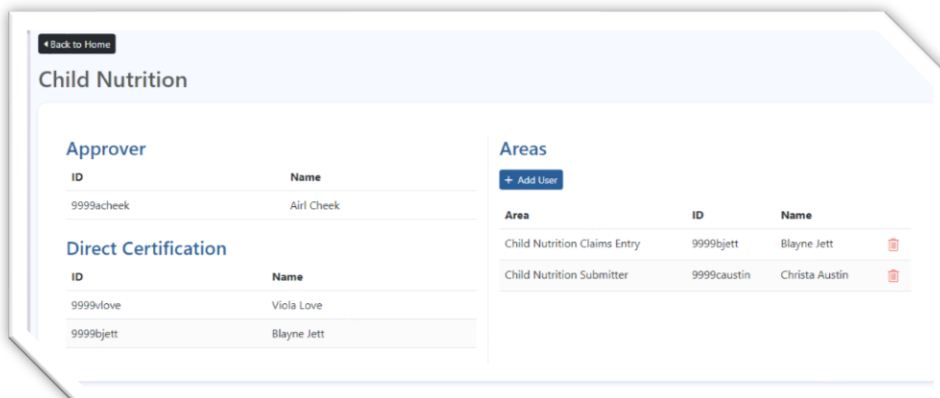 Back to Home
Child Nutrition
Approver
ID Name
9999acheek Airl Cheek
Direct Certification
ID Name
9999vlove Viola Love
9999bjett Blayne Jett
Areas
+ Add User
Area ID Name
Child Nutrition Claims Entry 9999bjett Blayne Jett
Child Nutrition Submitter 9999caustin Christa Austin